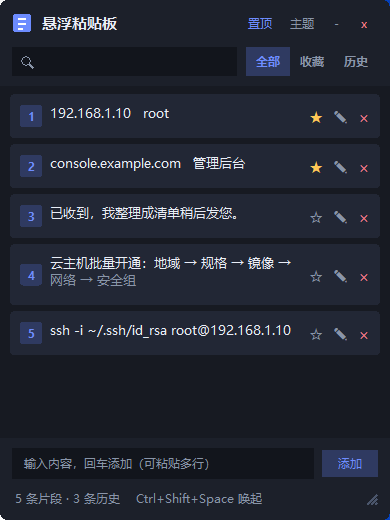 悬浮粘贴板 置顶 主题 - x
全部 收藏 历史
1 192.168.1.10 root
2 console.example.com 管理后台
3 已收到，我整理成清单稍后发您。
4 云主机批量开通：地域 → 规格 → 镜像 →
网络 → 安全组
5 ssh -i ~/.ssh/id_rsa root@192.168.1.10
输入内容，回车添加（可粘贴多行） 添加
5 条片段 · 3 条历史 Ctrl+Shift+Space 唤起